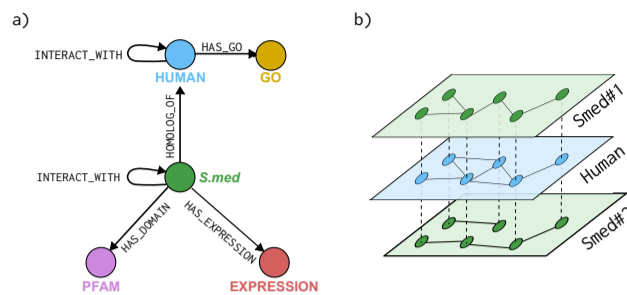 a)
b)
INTERACT_WITH
HAS_GO
HUMAN
GO
HOMOLOG_OF
INTERACT_WITH
S.med
HAS_DOMAIN
HAS_EXPRESSION
PFAM
EXPRESSION
Smed#1
Human